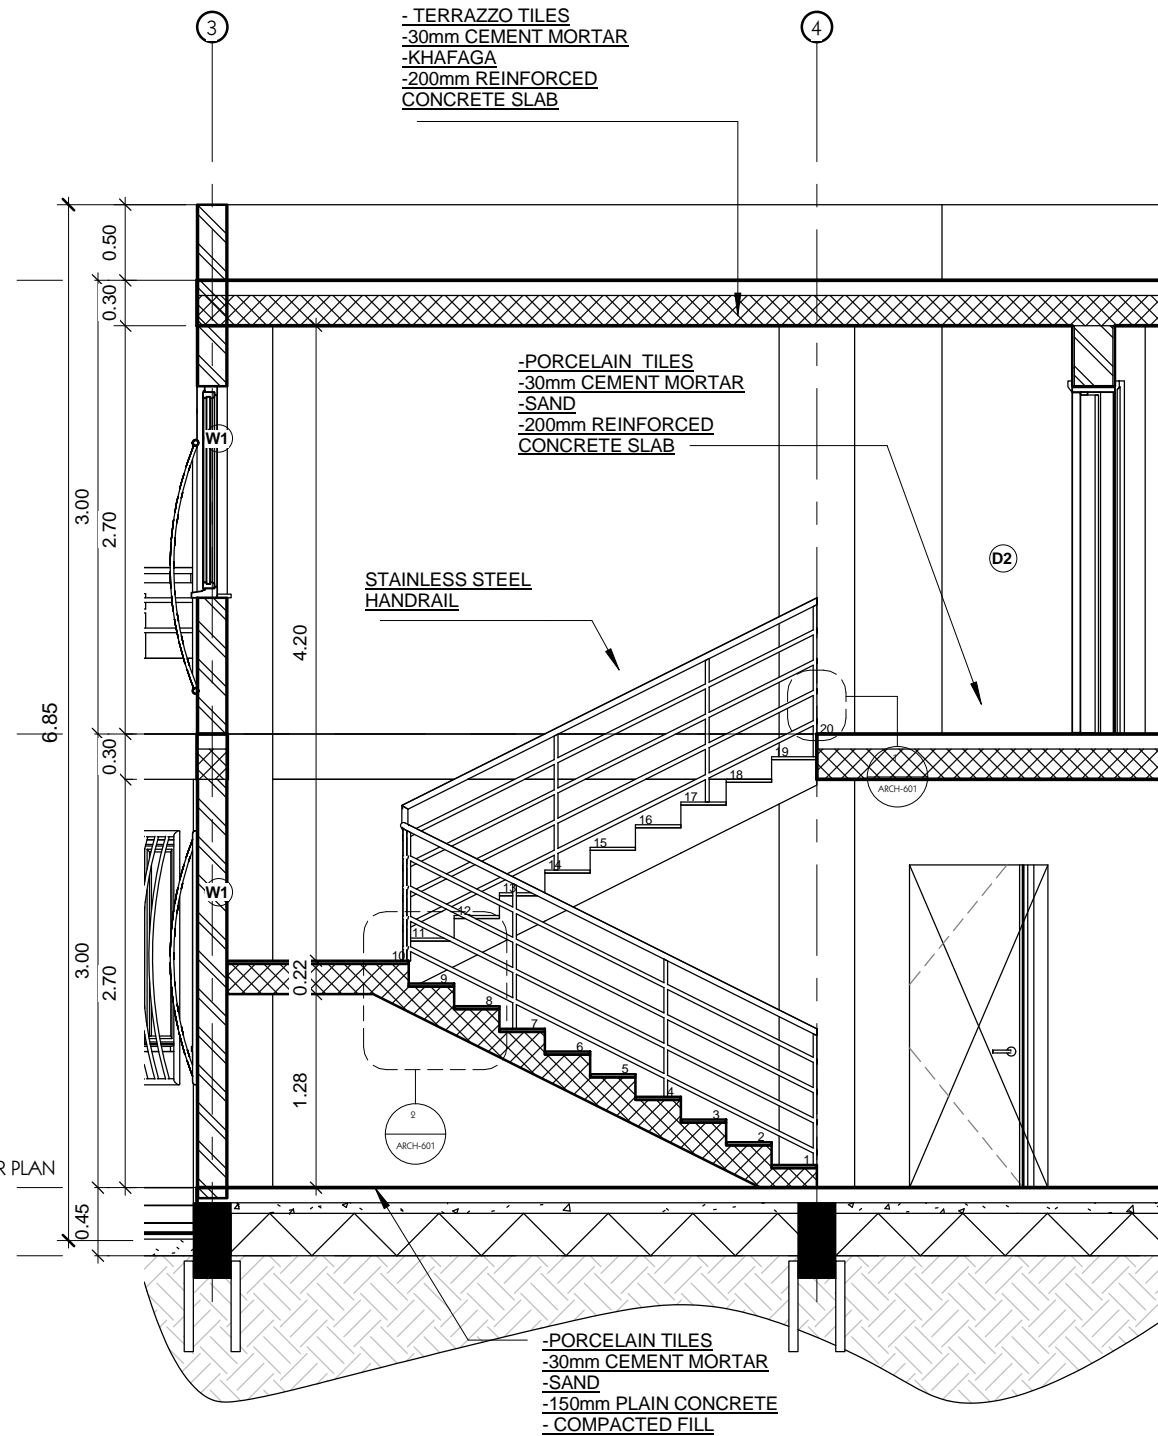 3
4
- TERRAZZO TILES
-30mm CEMENT MORTAR
-KHAFAGA
-200mm REINFORCED
CONCRETE SLAB
0.50
0.30
-PORCELAIN  TILES
-30mm CEMENT MORTAR
-SAND
-200mm REINFORCED
CONCRETE SLAB
W1
3.00
2.70
D2
STAINLESS STEEL
HANDRAIL
4.20
6.85
0.30
20
19
18
17
16
15
14
13
12
11
10
9
8
7
6
5
4
3
2
1
ARCH-601
W1
3.00
2.70
0.22
1.28
2
ARCH-601
R PLAN
0.45
-PORCELAIN TILES
-30mm CEMENT MORTAR
-SAND
-150mm PLAIN CONCRETE
- COMPACTED FILL